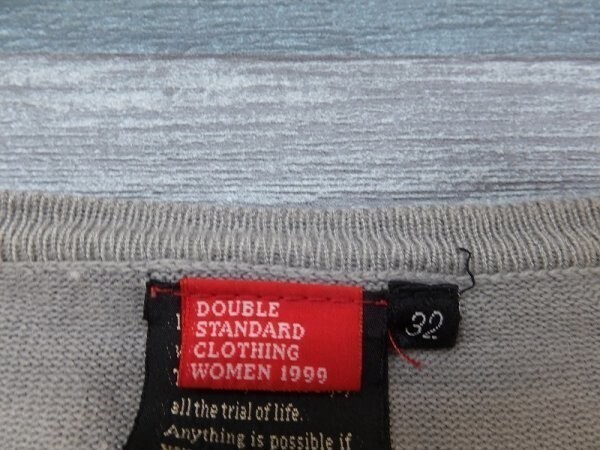 DOUBLE
STANDARD
CLOTHING
WOMEN 1999
32
all the trial of life.
Anything is possible if